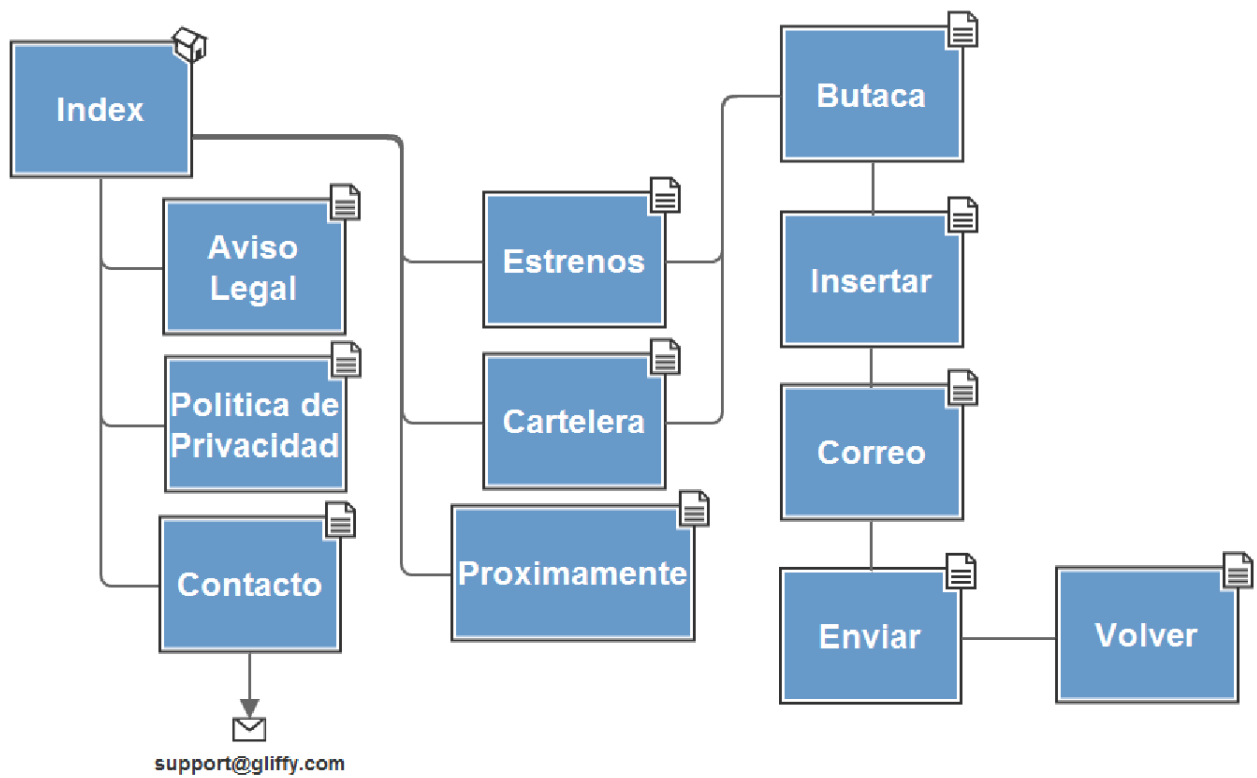 Index
Aviso
Legal
Politica de
Privacidad
Contacto
support@gliffy.com
Estrenos
Cartelera
Proximamente
Butaca
Insertar
Correo
Enviar
Volver